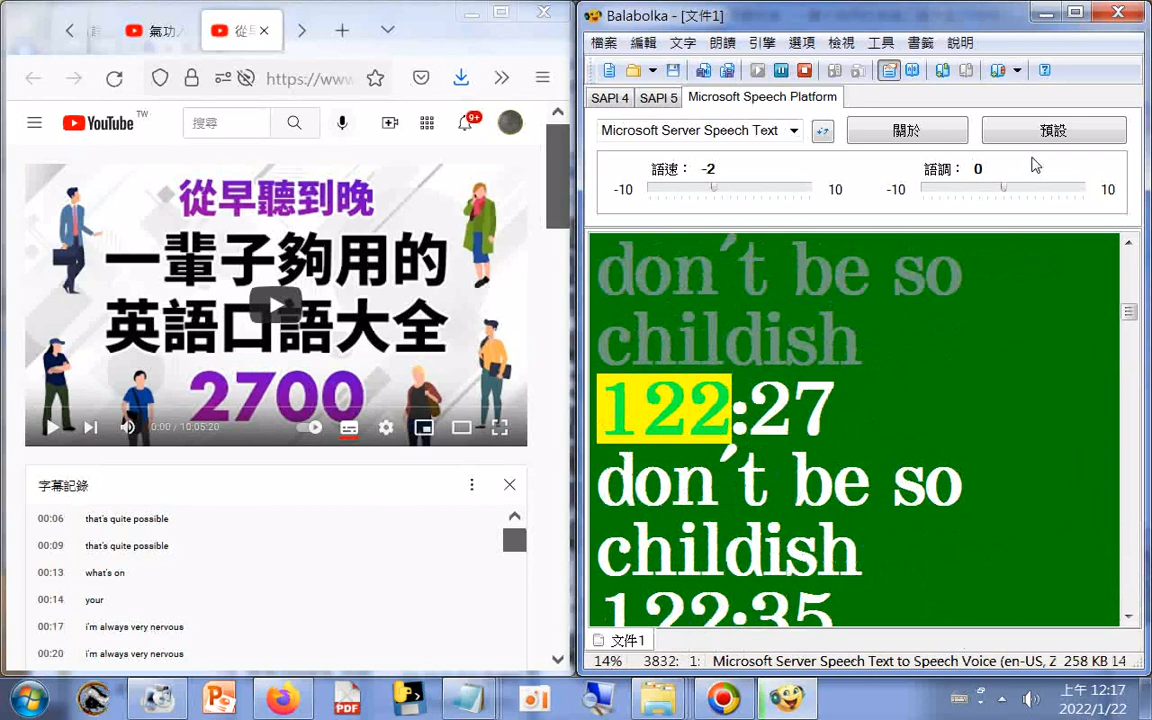 氣功
從
https://www
YouTube TW
搜尋
9+
從早聽到晚
一輩子夠用的
英語口語大全
2700
0:00 / 10:05:20
字幕記錄
00:06 that's quite possible
00:09 that's quite possible
00:13 what's on
00:14 your
00:17 i'm always very nervous
00:20 i'm always very nervous
Balabolka - [文件1]
檔案 編輯 文字 朗讀 引擎 選項 檢視 工具 書籤 說明
SAPI 4 SAPI 5 Microsoft Speech Platform
Microsoft Server Speech Text 關於 預設
語速： -2 語調： 0
-10 10 -10 10
don't be so
childish
122:27
don't be so
childish
122:35
文件1
14% 3832: 1: Microsoft Server Speech Text to Speech Voice (en-US, Z 258 KB 14
PDF
上午 12:17
2022/1/22